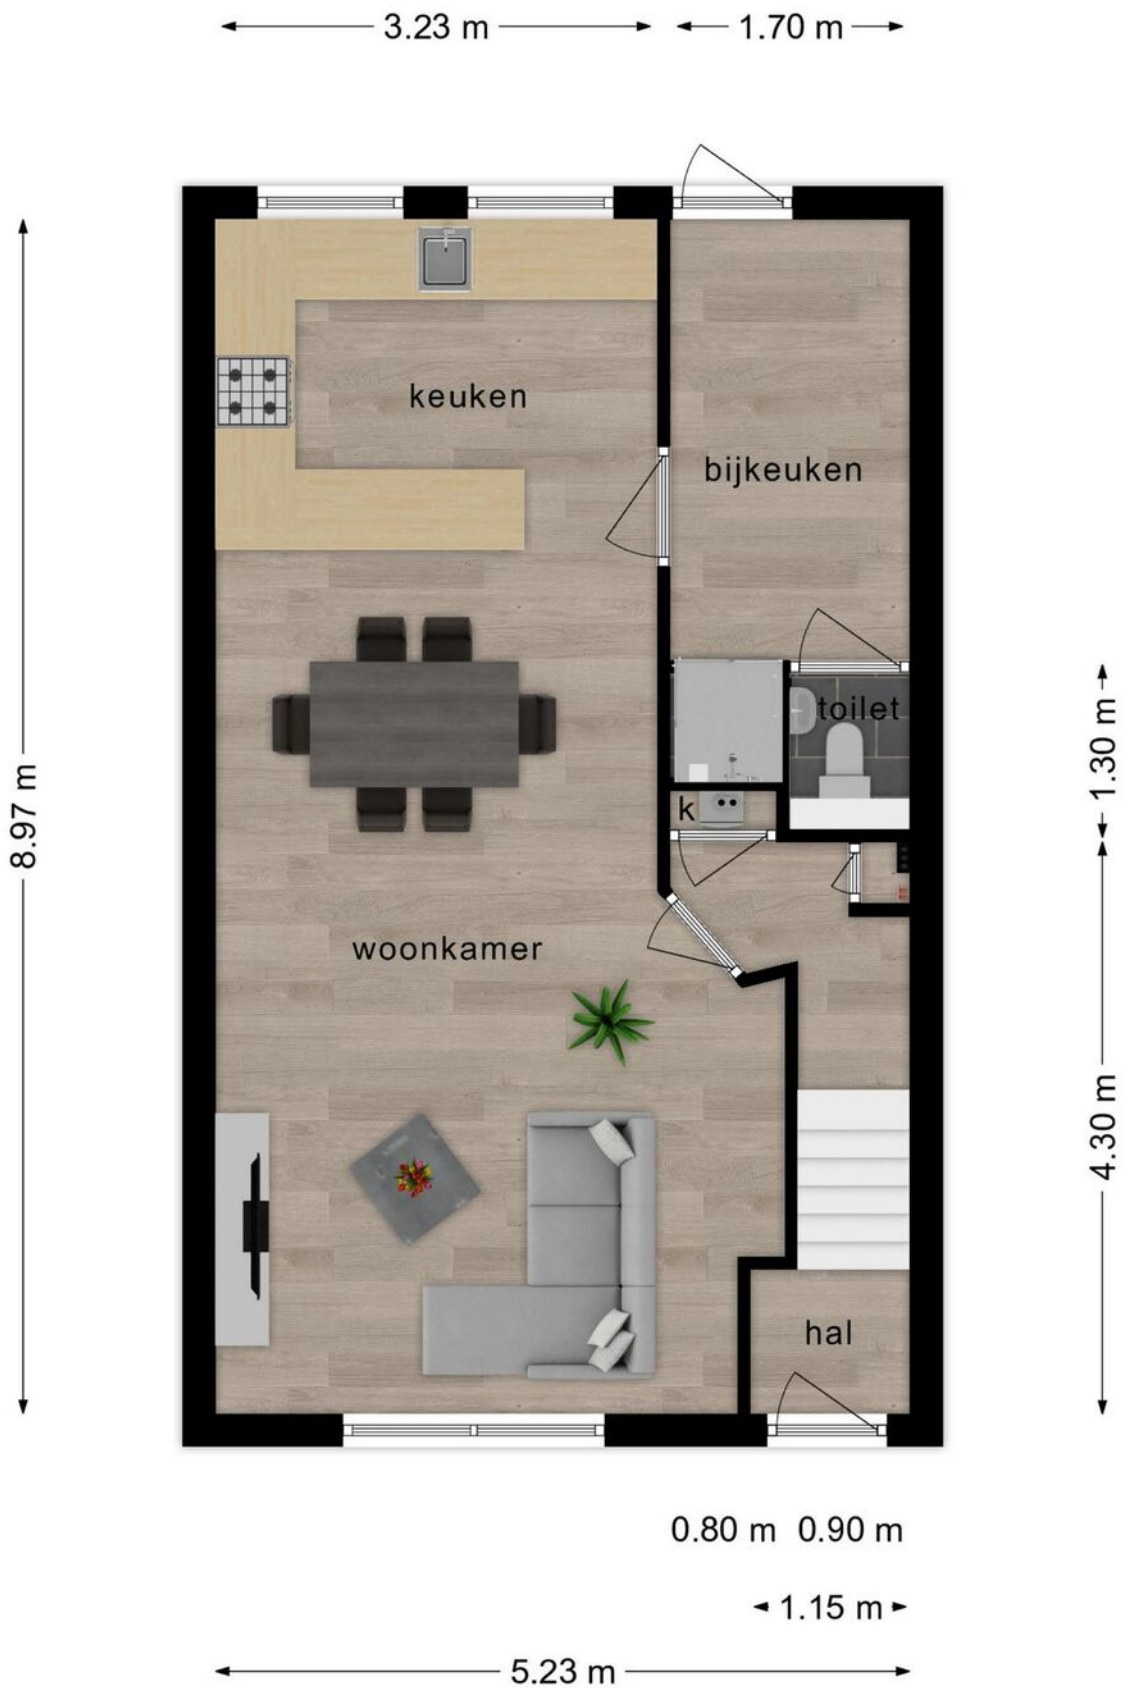 3.23 m
1.70 m
keuken
bijkeuken
toilet
1.30 m
k
8.97 m
woonkamer
4.30 m
hal
0.80 m 0.90 m
1.15 m
5.23 m